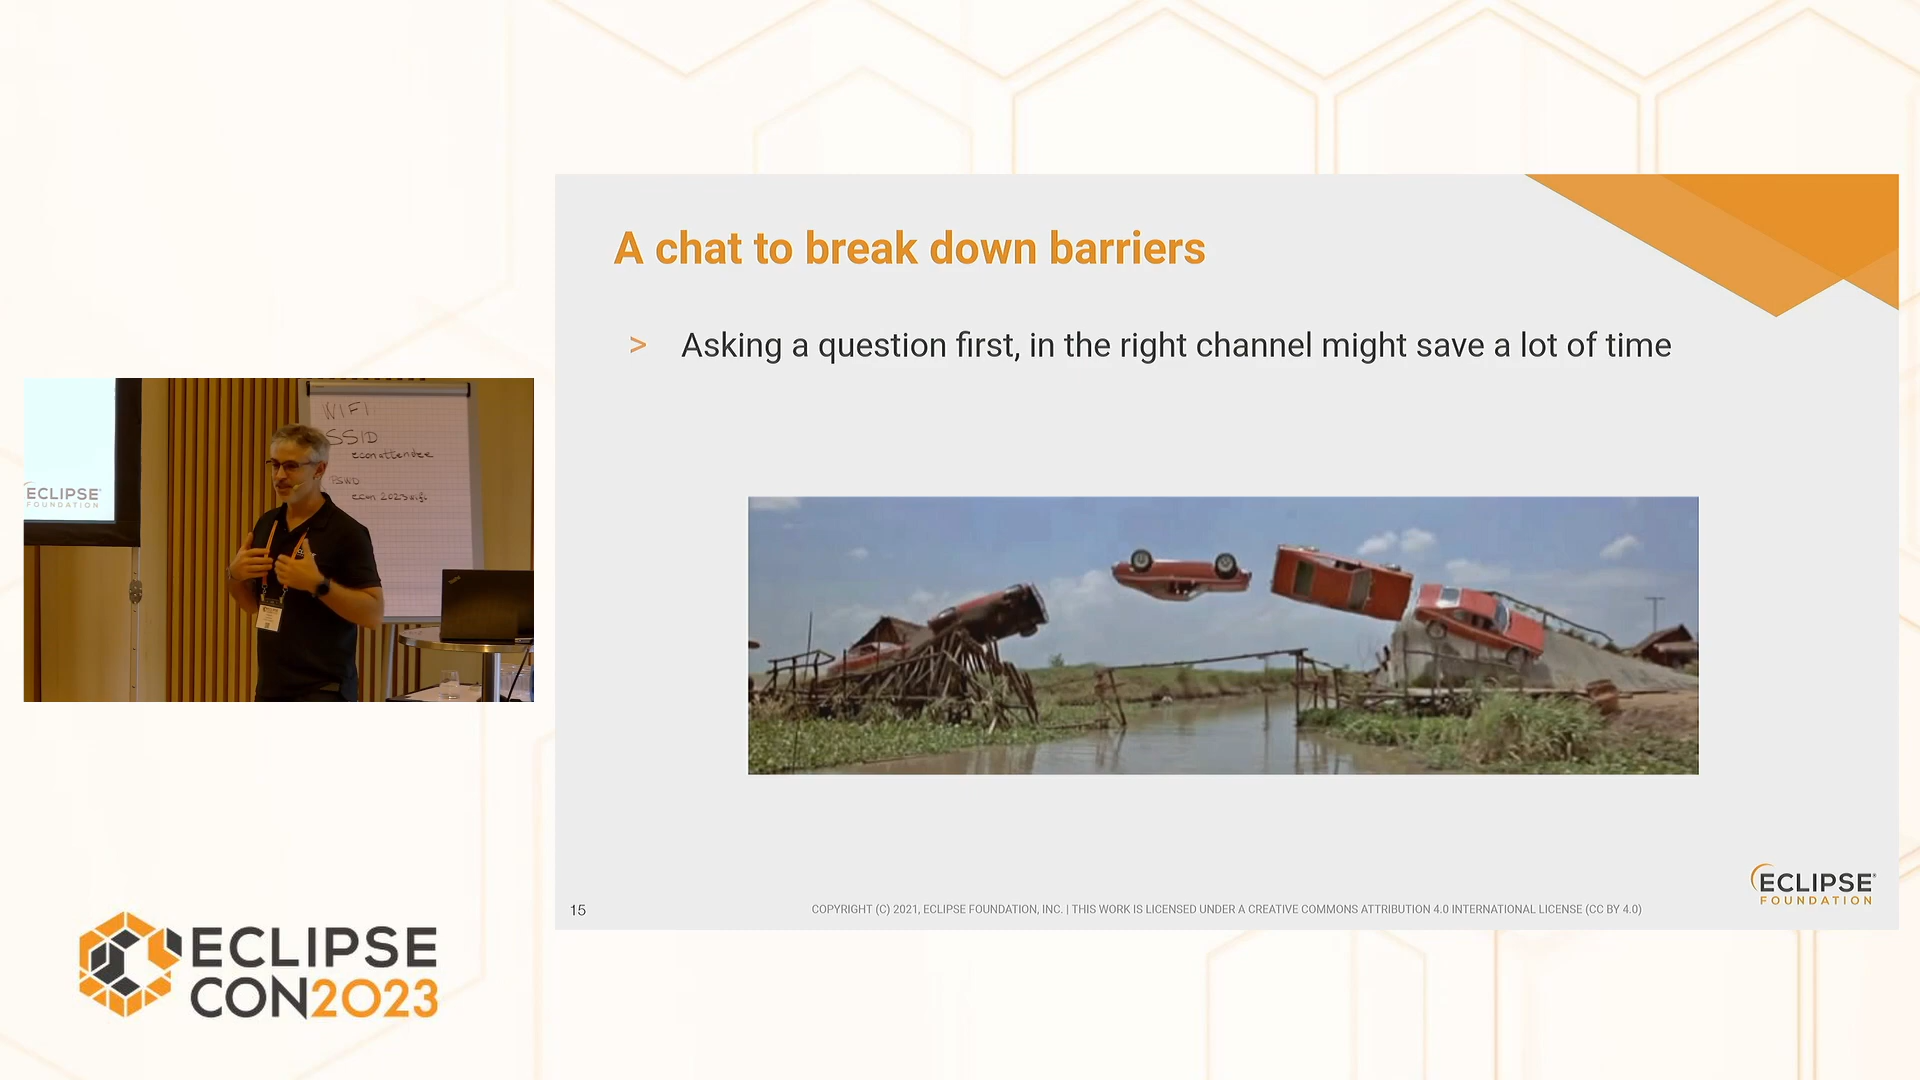 A chat to break down barriers
> Asking a question first, in the right channel might save a lot of time
WIFI
SSID
econattendee
PSWD
econ2023wifi
ECLIPSE
FOUNDATION
ECLIPSE
FOUNDATION
15
COPYRIGHT (C) 2021, ECLIPSE FOUNDATION, INC. | THIS WORK IS LICENSED UNDER A CREATIVE COMMONS ATTRIBUTION 4.0 INTERNATIONAL LICENSE (CC BY 4.0)
ECLIPSE
CON2023